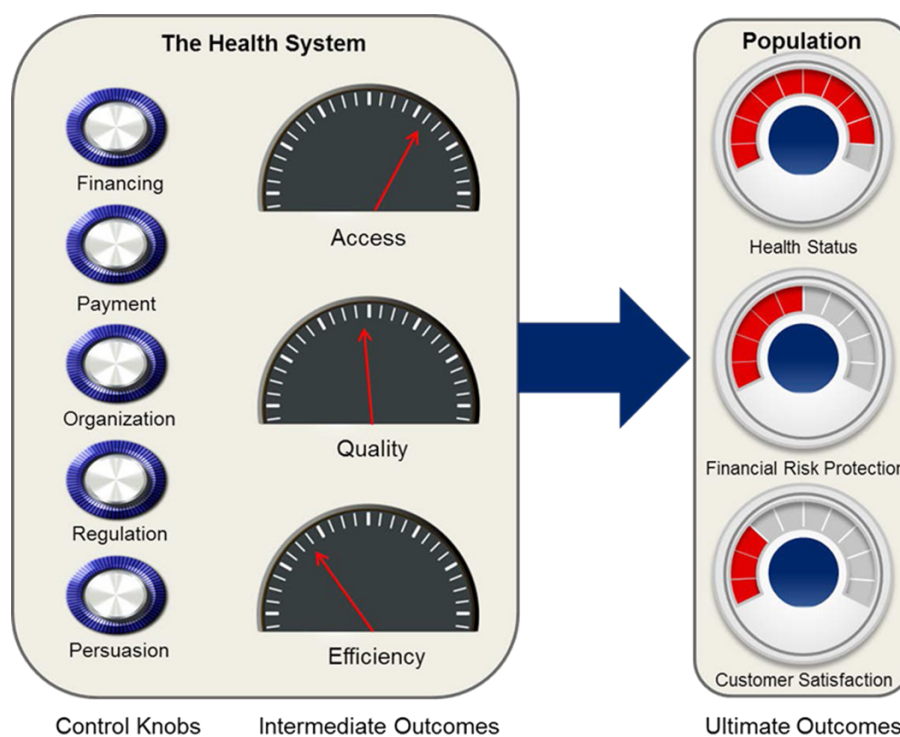 The Health System
Financing
Payment
Organization
Regulation
Persuasion
Access
Quality
Efficiency
Population
Health Status
Financial Risk Protection
Customer Satisfaction
Control Knobs
Intermediate Outcomes
Ultimate Outcomes